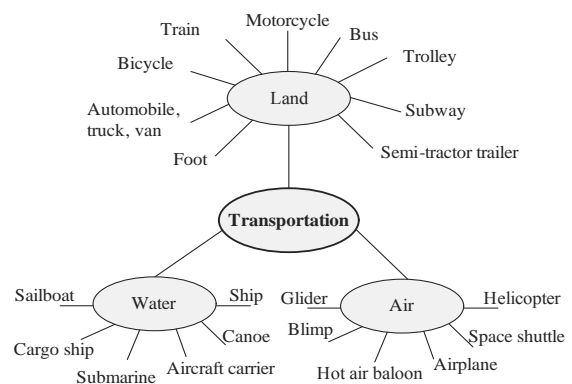 Motorcycle
Train
Bus
Trolley
Bicycle
Land
Automobile,
truck, van
Subway
Foot
Semi-tractor trailer
Transportation
Sailboat
Water
Ship
Glider
Air
Helicopter
Cargo ship
Canoe
Blimp
Space shuttle
Submarine
Aircraft carrier
Hot air baloon
Airplane